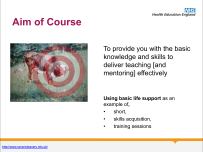 NHS
Health Education England
Aim of Course
To provide you with the basic
knowledge and skills to
deliver teaching [and
mentoring] effectively
Using basic life support as an
example of,
• short,
• skills acquisition,
• training sessions